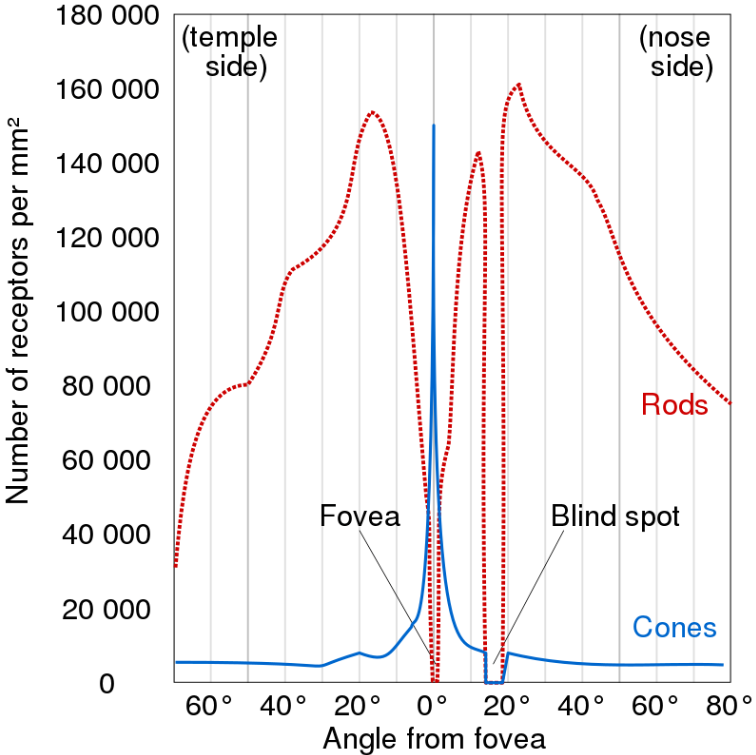 180 000
160 000
140 000
120 000
100 000
80 000
60 000
40 000
20 000
0
Number of receptors per mm²
(temple
side)
(nose
side)
Rods
Fovea
Blind spot
Cones
60° 40° 20° 0° 20° 40° 60° 80°
Angle from fovea